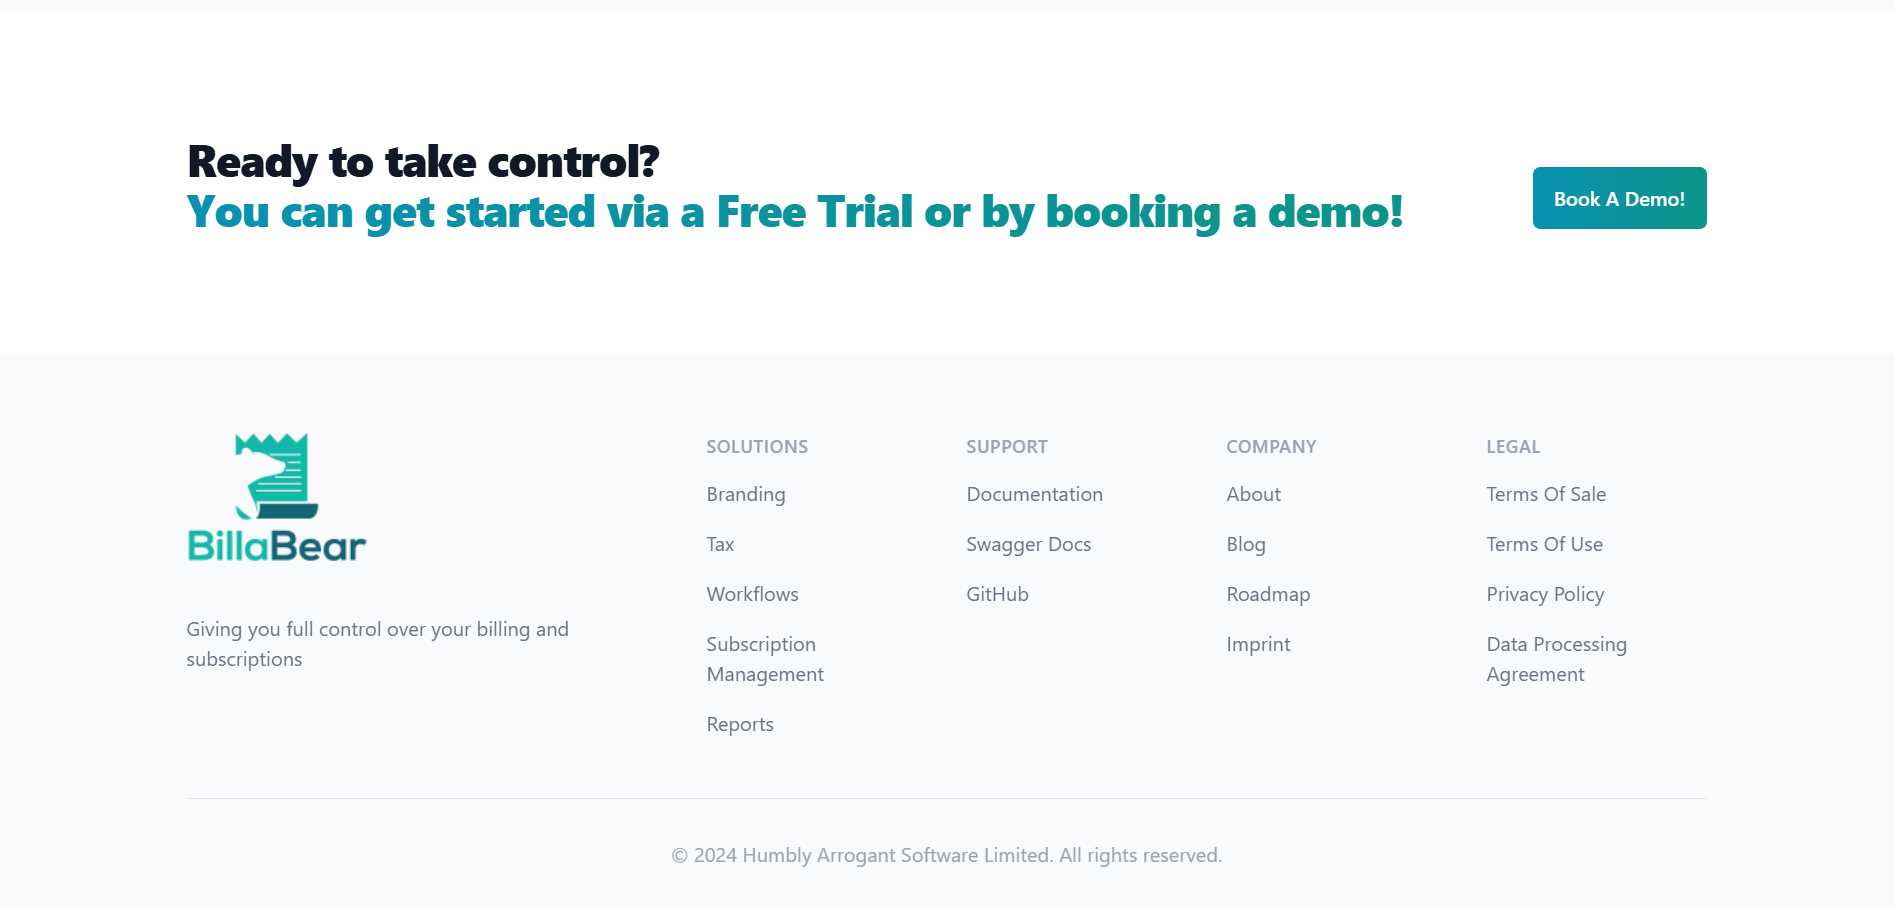 Ready to take control?
You can get started via a Free Trial or by booking a demo!
Book A Demo!
BillaBear
Giving you full control over your billing and
subscriptions
SOLUTIONS
Branding
Tax
Workflows
Subscription
Management
Reports
SUPPORT
Documentation
Swagger Docs
GitHub
COMPANY
About
Blog
Roadmap
Imprint
LEGAL
Terms Of Sale
Terms Of Use
Privacy Policy
Data Processing
Agreement
© 2024 Humbly Arrogant Software Limited. All rights reserved.